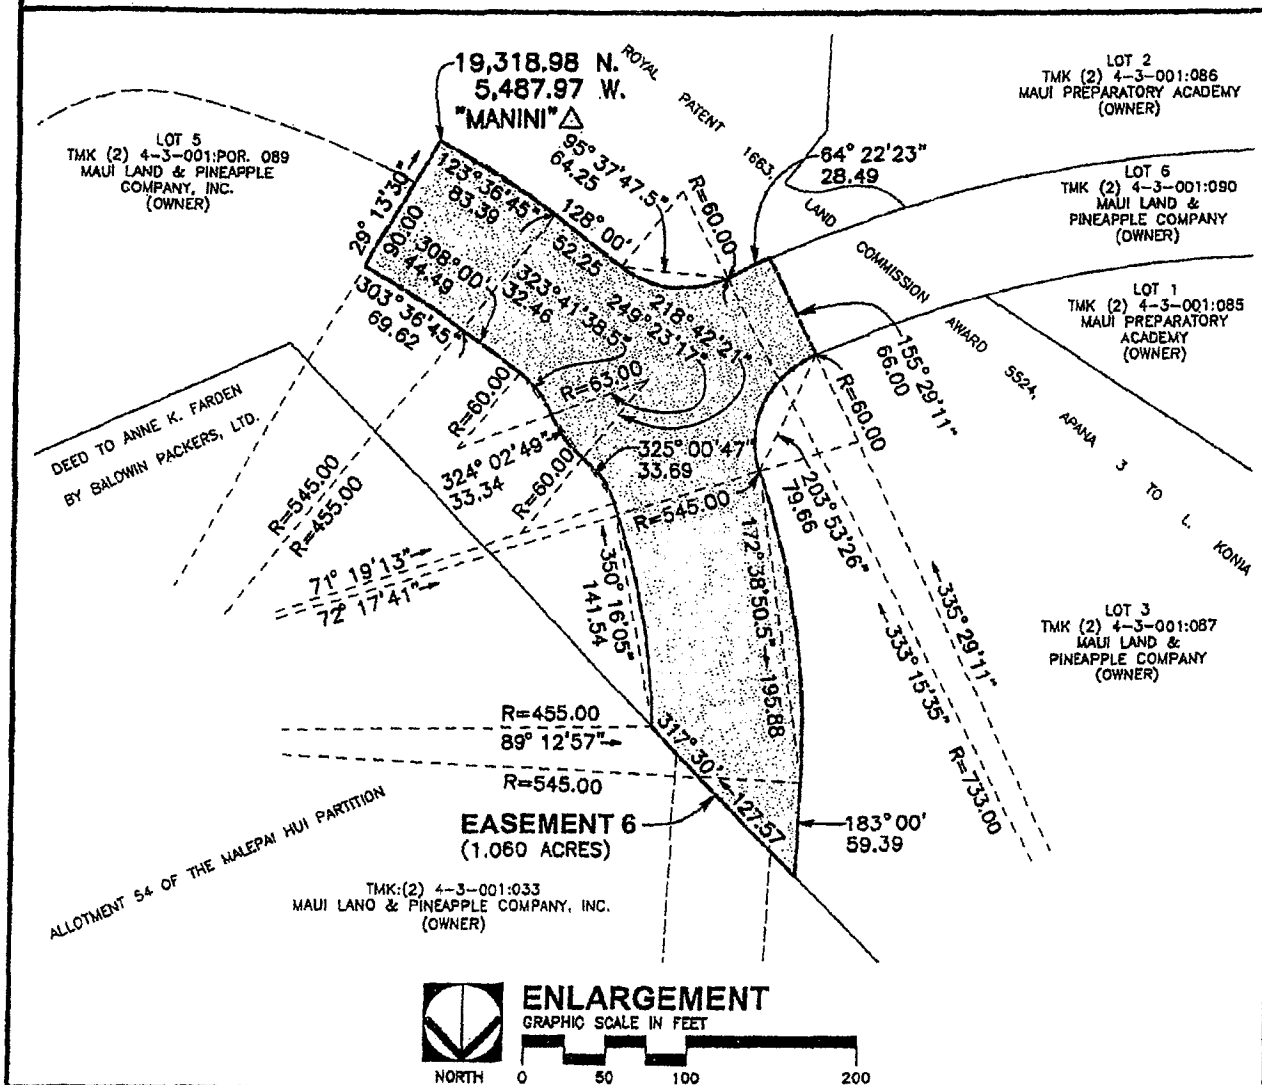 19,318.98 N.
5,487.97 W.
"MANINI"
ROYAL PATENT 1663, LAND COMMISSION AWARD 5524, APANA 3 TO L. KONIA
LOT 2
TMK (2) 4-3-001:086
MAUI PREPARATORY ACADEMY
(OWNER)
LOT 5
TMK (2) 4-3-001:POR. 089
MAUI LAND & PINEAPPLE
COMPANY, INC.
(OWNER)
LOT 6
TMK (2) 4-3-001:090
MAUI LAND &
PINEAPPLE COMPANY
(OWNER)
LOT 1
TMK (2) 4-3-001:085
MAUI PREPARATORY
ACADEMY
(OWNER)
95° 37'47.5"
64.25
R=60.00
64° 22'23"
28.49
29° 13'30"
90.00
123° 36'45"
83.39
128° 00'
52.25
308° 00'
44.49
303° 36'45"
69.62
323° 41'38.5"
32.46
249° 23'17"
218° 42'21"
155° 29'11"
66.00
R=63.00
R=60.00
R=60.00
DEED TO ANNE K. FARDEN
BY BALDWIN PACKERS, LTD.
R=545.00
R=455.00
324° 02'49"
33.34
R=60.00
325° 00'47"
33.69
R=545.00
203° 53'26"
79.66
71° 19'13"
72° 17'41"
350° 16'05"
141.54
172° 38'50.5"
195.88
335° 29'11"
333° 15'35" R=733.00
LOT 3
TMK (2) 4-3-001:087
MAUI LAND &
PINEAPPLE COMPANY
(OWNER)
R=455.00
89° 12'57"
R=545.00
317° 30' 127.57
EASEMENT 6
(1.060 ACRES)
183° 00'
59.39
ALLOTMENT 54 OF THE MALEPAI HUI PARTITION
TMK:(2) 4-3-001:033
MAUI LAND & PINEAPPLE COMPANY, INC.
(OWNER)
ENLARGEMENT
GRAPHIC SCALE IN FEET
NORTH
0 50 100 200